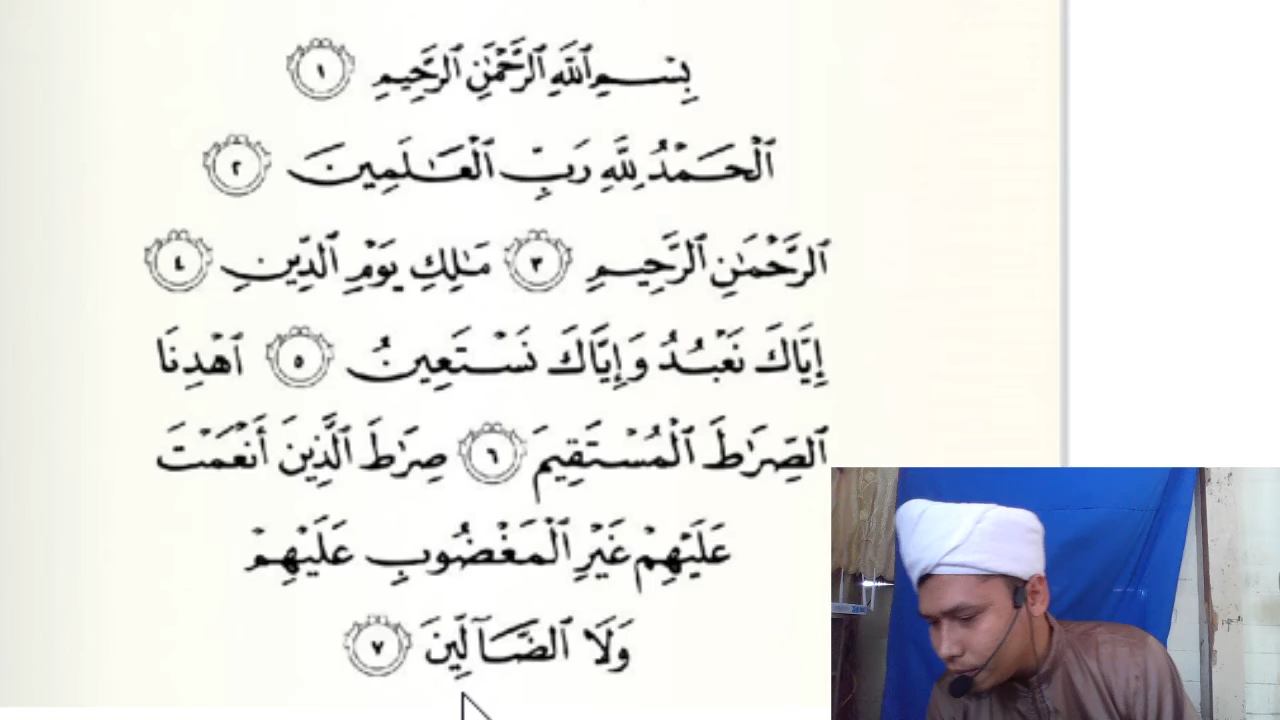 بِسْمِ ٱللَّهِ ٱلرَّحْمَٰنِ ٱلرَّحِيمِ ١
ٱلْحَمْدُ لِلَّهِ رَبِّ ٱلْعَـٰلَمِينَ ٢
ٱلرَّحْمَـٰنِ ٱلرَّحِيمِ ٣ مَـٰلِكِ يَوْمِ ٱلدِّينِ ٤
إِيَّاكَ نَعْبُدُ وَإِيَّاكَ نَسْتَعِينُ ٥ ٱهْدِنَا
ٱلصِّرَٰطَ ٱلْمُسْتَقِيمَ ٦ صِرَٰطَ ٱلَّذِينَ أَنْعَمْتَ
عَلَيْهِمْ غَيْرِ ٱلْمَغْضُوبِ عَلَيْهِمْ
وَلَا ٱلضَّآلِّينَ ٧